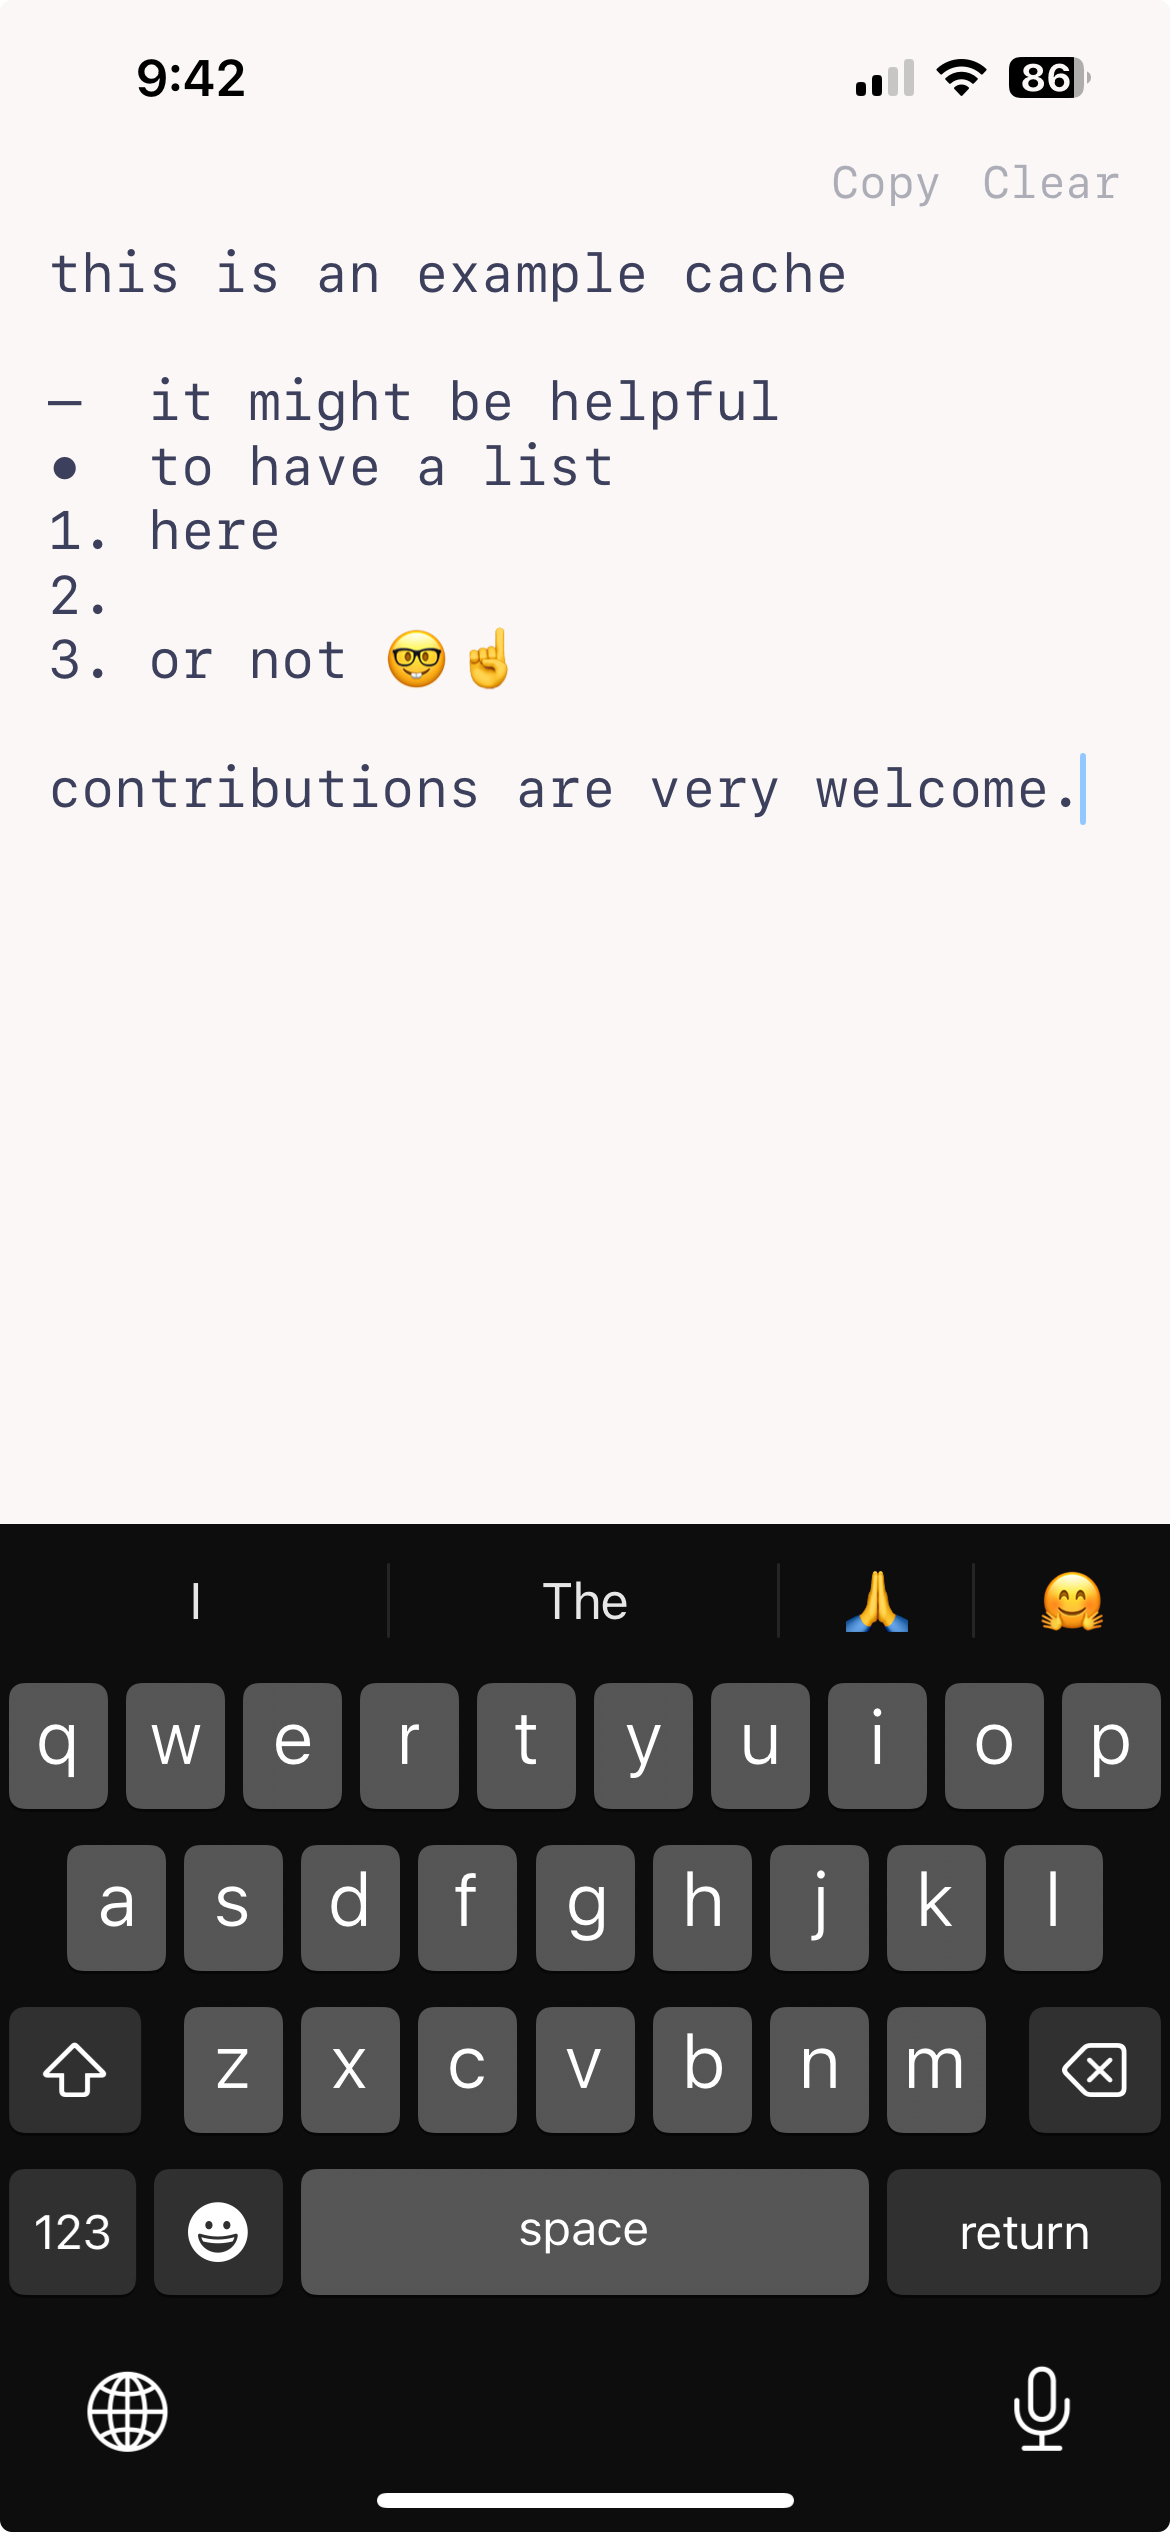 9:42
86
Copy Clear
this is an example cache
— it might be helpful
• to have a list
1. here
2.
3. or not 🤓☝️
contributions are very welcome.
I The 🙏 🤗
q w e r t y u i o p
a s d f g h j k l
z x c v b n m
123 space return